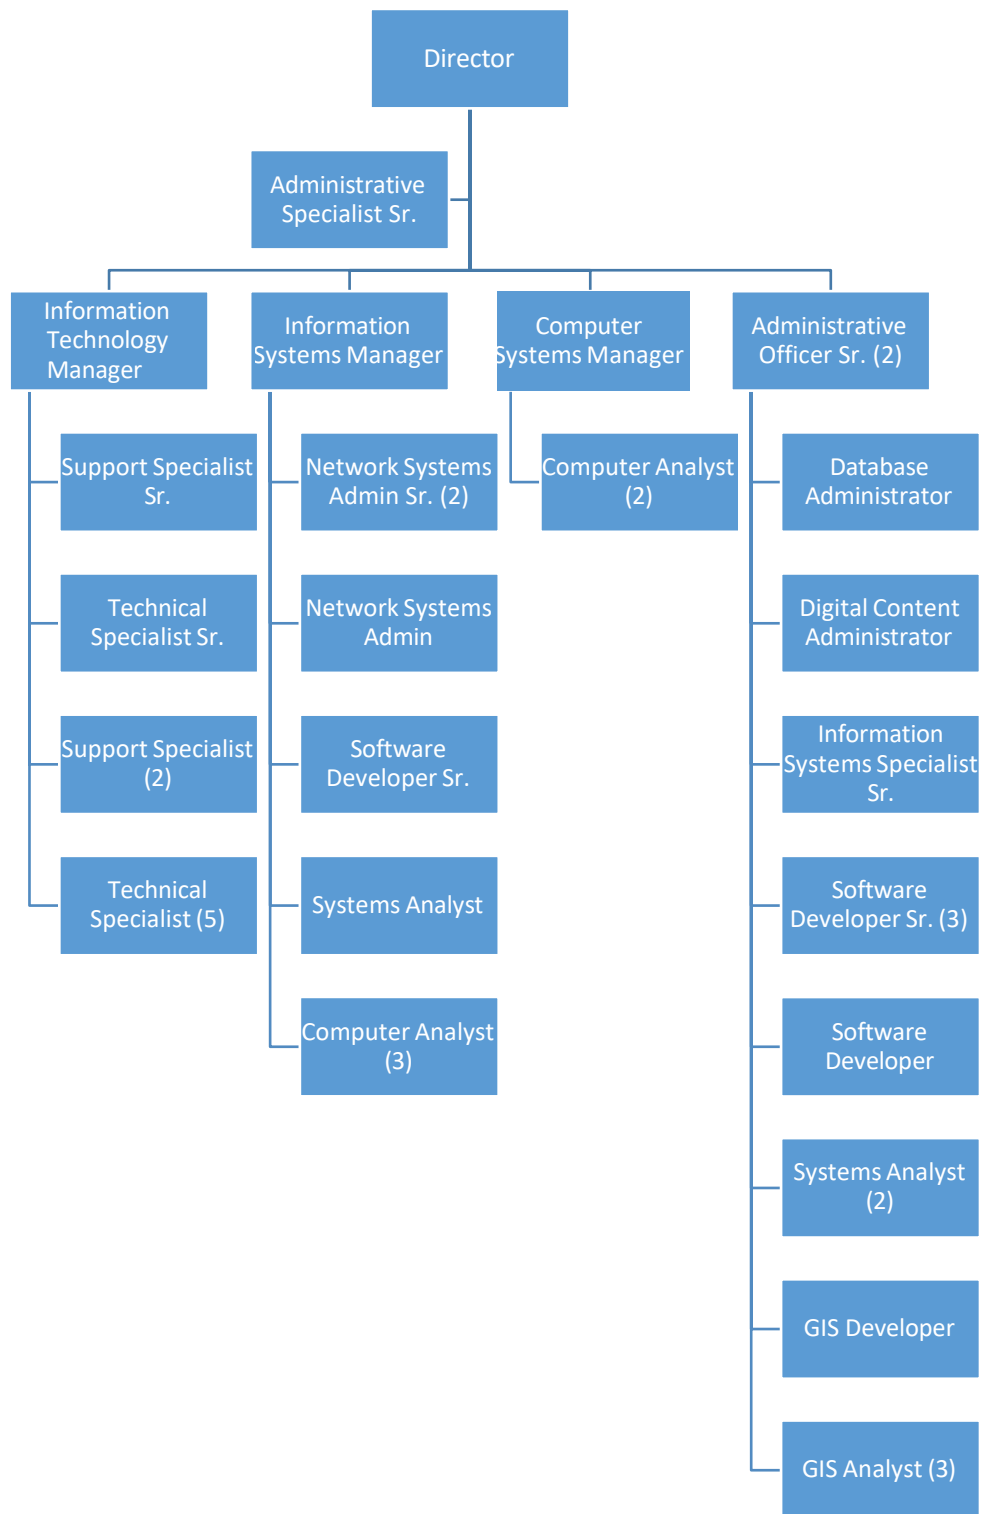 Director
Administrative
Specialist Sr.
Information
Technology
Manager
Information
Systems Manager
Computer
Systems Manager
Administrative
Officer Sr. (2)
Support Specialist
Sr.
Technical
Specialist Sr.
Support Specialist
(2)
Technical
Specialist (5)
Network Systems
Admin Sr. (2)
Network Systems
Admin
Software
Developer Sr.
Systems Analyst
Computer Analyst
(3)
Computer Analyst
(2)
Database
Administrator
Digital Content
Administrator
Information
Systems Specialist
Sr.
Software
Developer Sr. (3)
Software
Developer
Systems Analyst
(2)
GIS Developer
GIS Analyst (3)